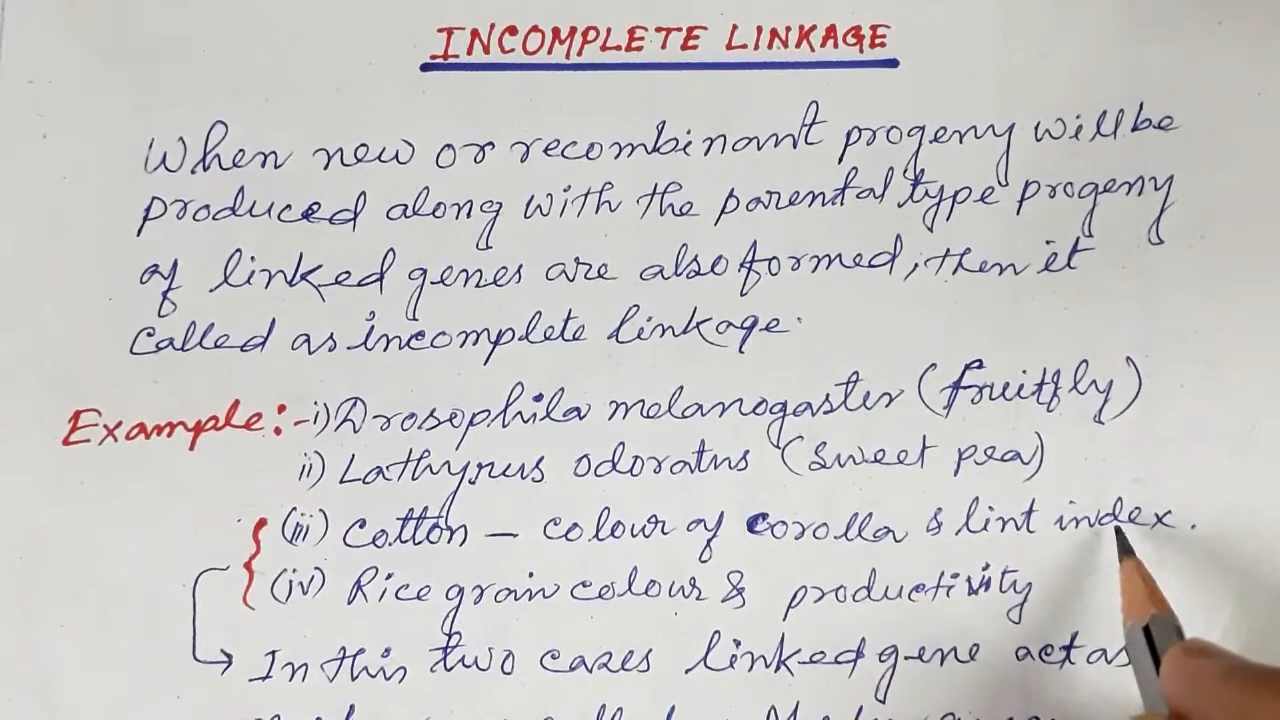 INCOMPLETE LINKAGE
When new or recombinant progeny will be
produced along with the parental type progeny
of linked genes are also formed, then it
called as incomplete linkage.
Example:- i) Drosophila melanogaster (fruitfly)
ii) Lathyrus odoratus (sweet pea)
(iii) Cotton — colour of corolla & lint index.
(iv) Rice grain colour & productivity
→ In this two cases linked gene act as